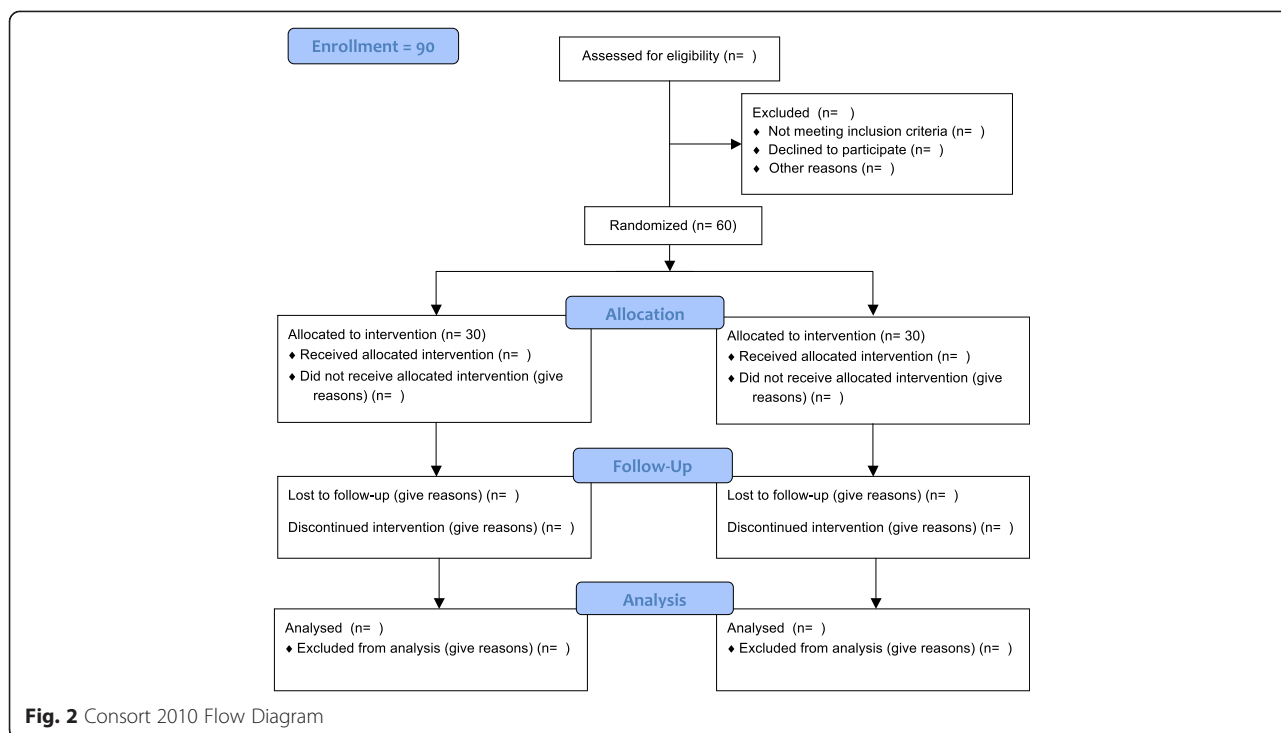 Enrollment = 90
Assessed for eligibility (n=  )
Excluded  (n=   )
♦ Not meeting inclusion criteria (n=  )
♦ Declined to participate (n=  )
♦ Other reasons (n=  )
Randomized (n= 60)
Allocation
Allocated to intervention (n= 30)
♦ Received allocated intervention (n=  )
♦ Did not receive allocated intervention (give
reasons) (n=  )
Allocated to intervention (n= 30)
♦ Received allocated intervention (n=  )
♦ Did not receive allocated intervention (give
reasons) (n=  )
Follow-Up
Lost to follow-up (give reasons) (n=  )
Discontinued intervention (give reasons) (n=  )
Lost to follow-up (give reasons) (n=  )
Discontinued intervention (give reasons) (n=  )
Analysis
Analysed  (n=  )
♦ Excluded from analysis (give reasons) (n=  )
Analysed  (n=  )
♦ Excluded from analysis (give reasons) (n=  )
Fig. 2 Consort 2010 Flow Diagram